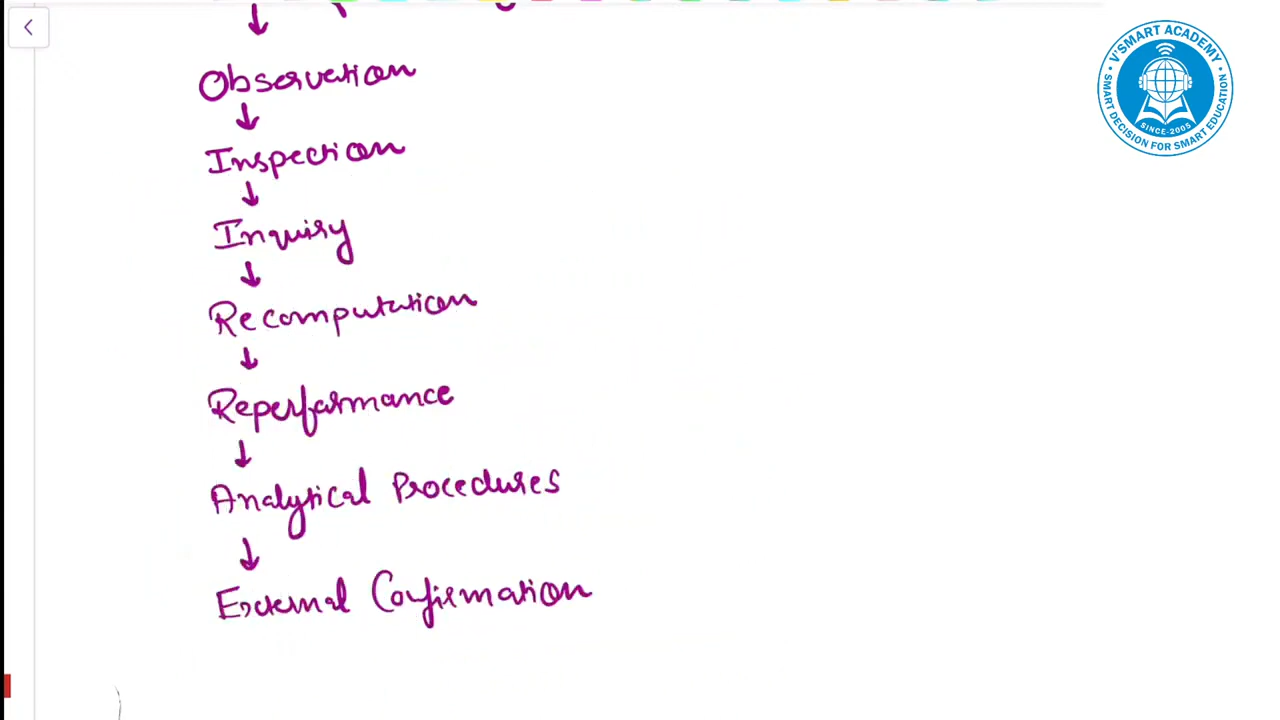 Observation
↓
Inspection
↓
Inquiry
↓
Recomputation
↓
Reperformance
↓
Analytical Procedures
↓
External Confirmation
V'SMART ACADEMY
SINCE-2005
SMART DECISION FOR SMART EDUCATION